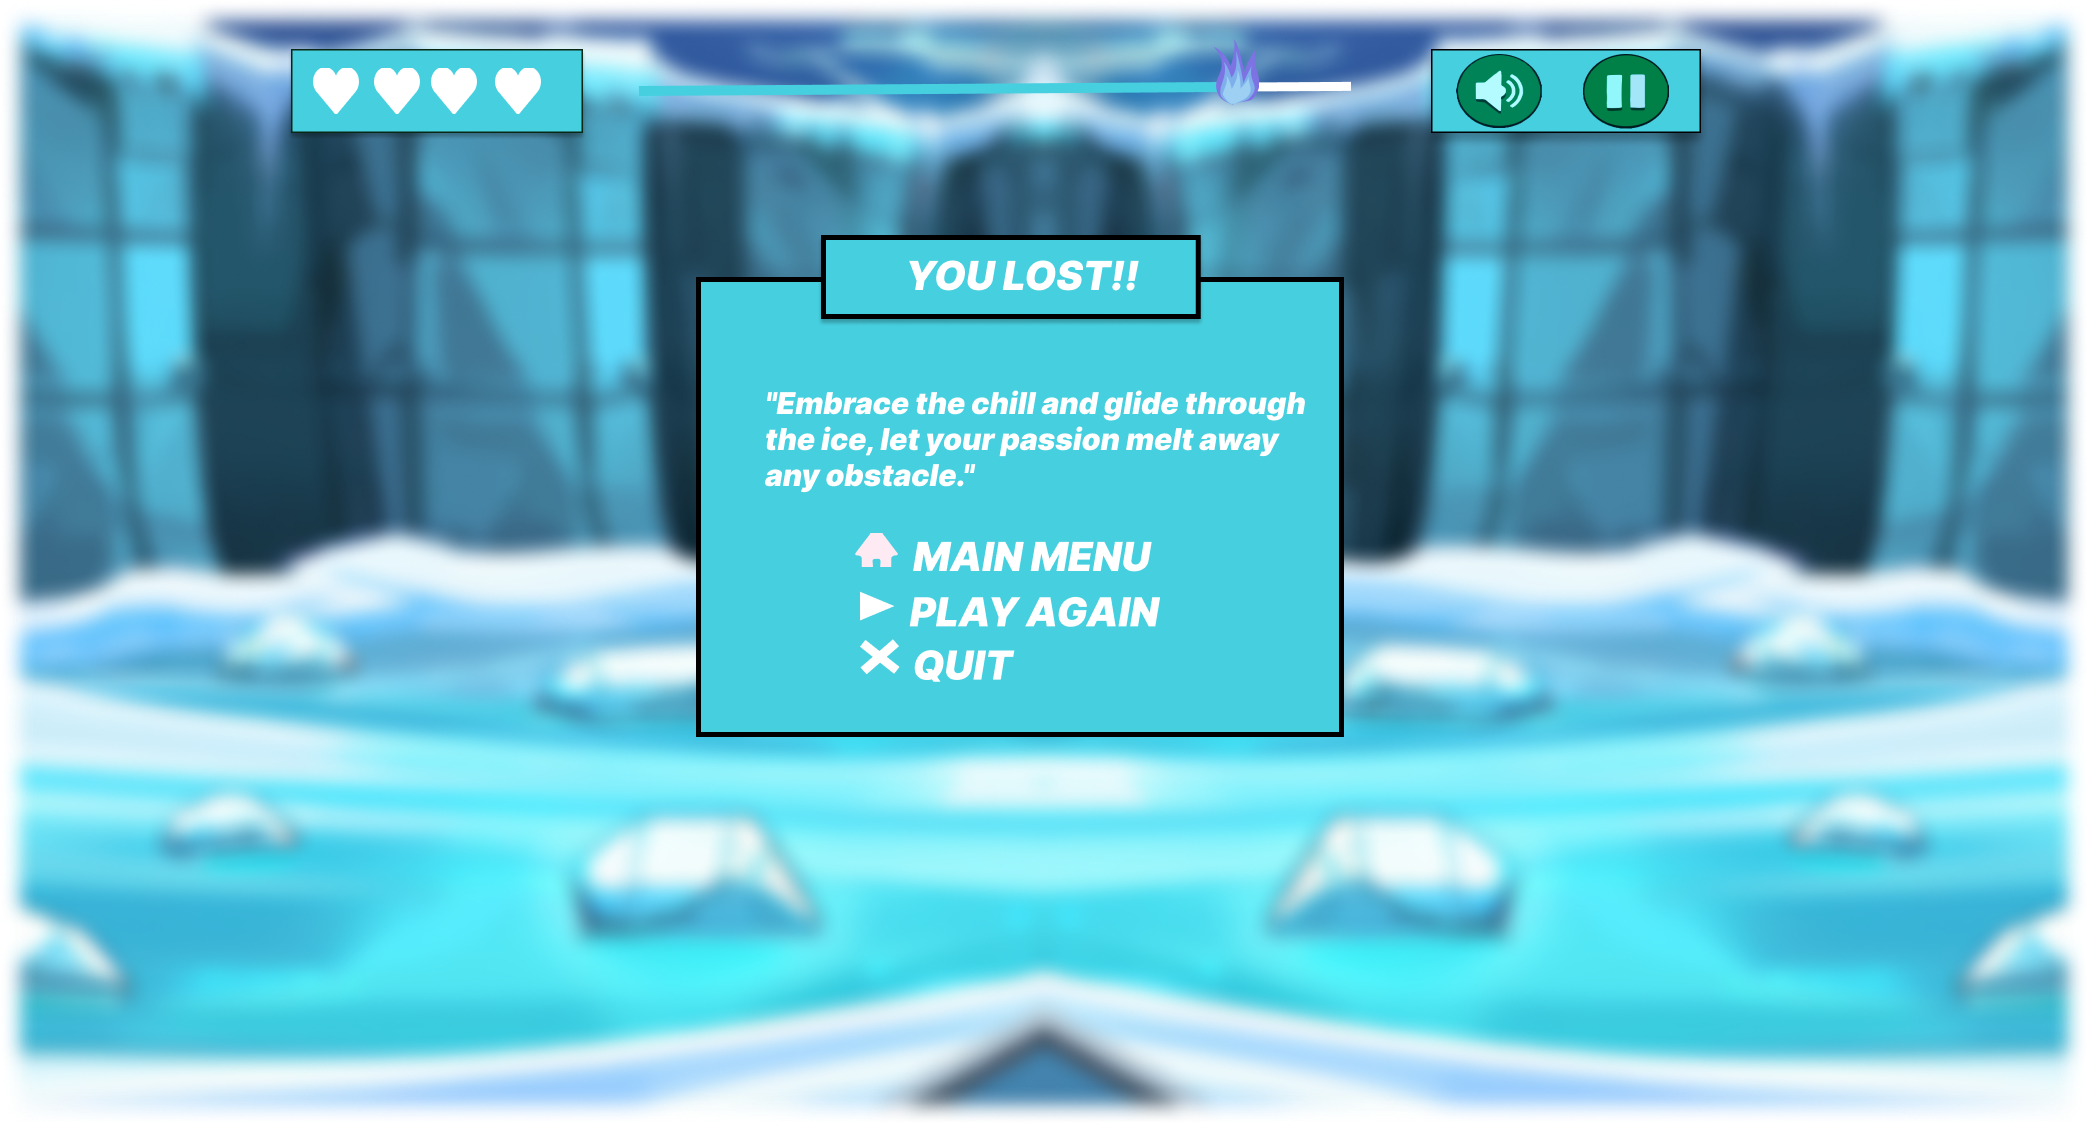 YOU LOST!!
"Embrace the chill and glide through
the ice, let your passion melt away
any obstacle."
MAIN MENU
PLAY AGAIN
QUIT